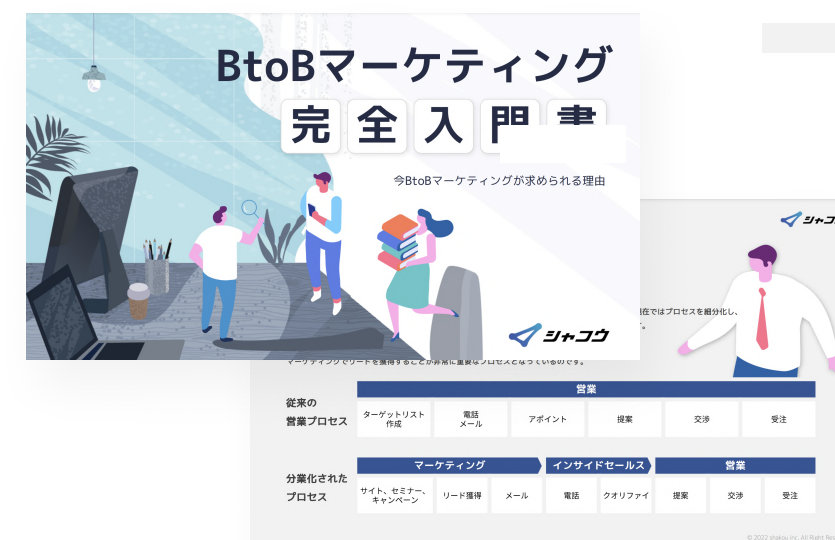 BtoBマーケティング
完全入門書
今BtoBマーケティングが求められる理由
シャコウ
シャコ
在ではプロセスを細分化し、
す。
マーケティングでリードを獲得することが非常に重要なプロセスとなっているのです。
営業
従来の
営業プロセス
ターゲットリスト
作成
電話
メール
アポイント
提案
交渉
受注
マーケティング
インサイドセールス
営業
分業化された
プロセス
サイト、セミナー、
キャンペーン
リード獲得
メール
電話
クオリファイ
提案
交渉
受注
© 2022 shakou inc. All Right Res